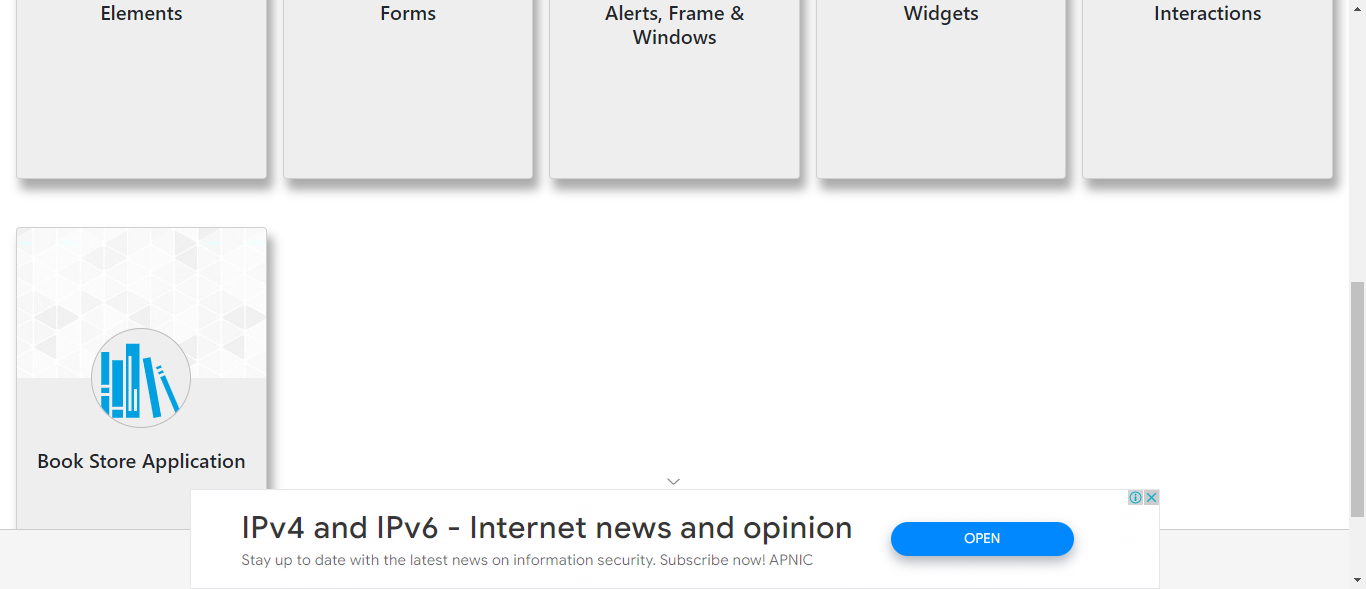 Elements
Forms
Alerts, Frame &
Windows
Widgets
Interactions
Book Store Application
IPv4 and IPv6 - Internet news and opinion
Stay up to date with the latest news on information security. Subscribe now! APNIC
OPEN